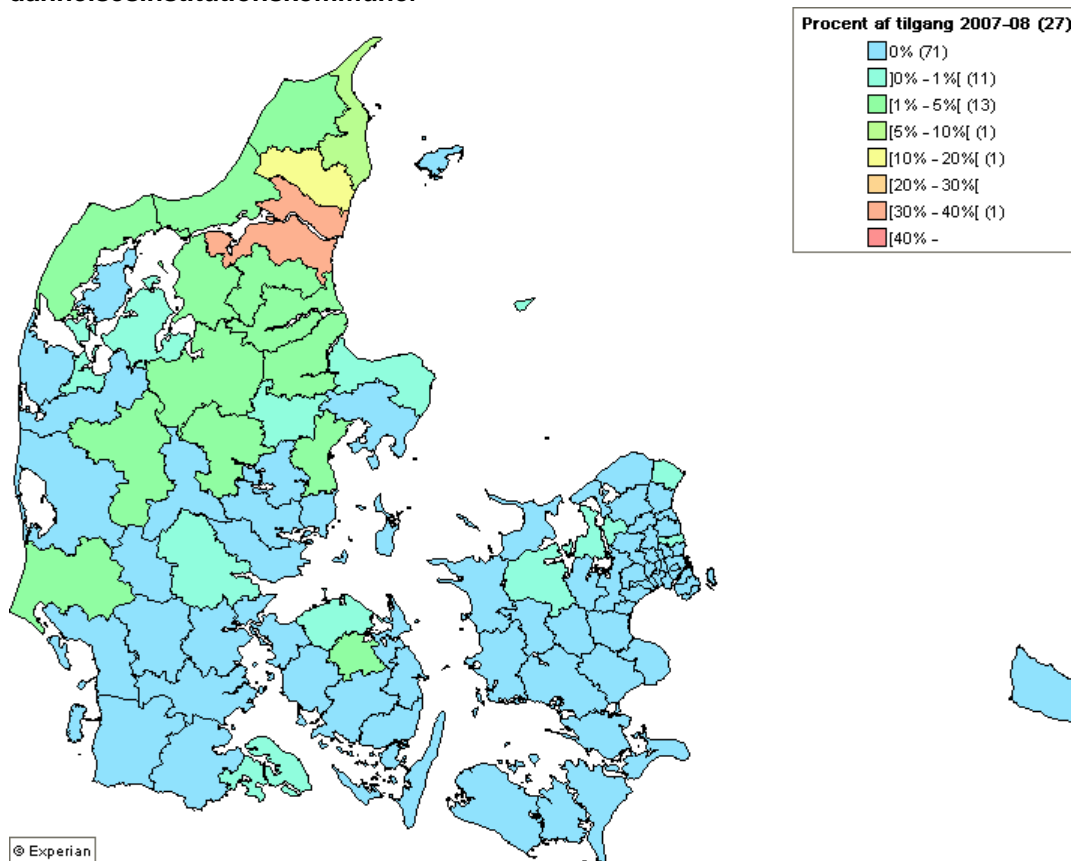 dannelsesinstitutionskommuner
Procent af tilgang 2007-08 (27)
0% (71)
]0% - 1%[ (11)
[1% - 5%[ (13)
[5% - 10%[ (1)
[10% - 20%[ (1)
[20% - 30%[
[30% - 40%[ (1)
[40% -
© Experian